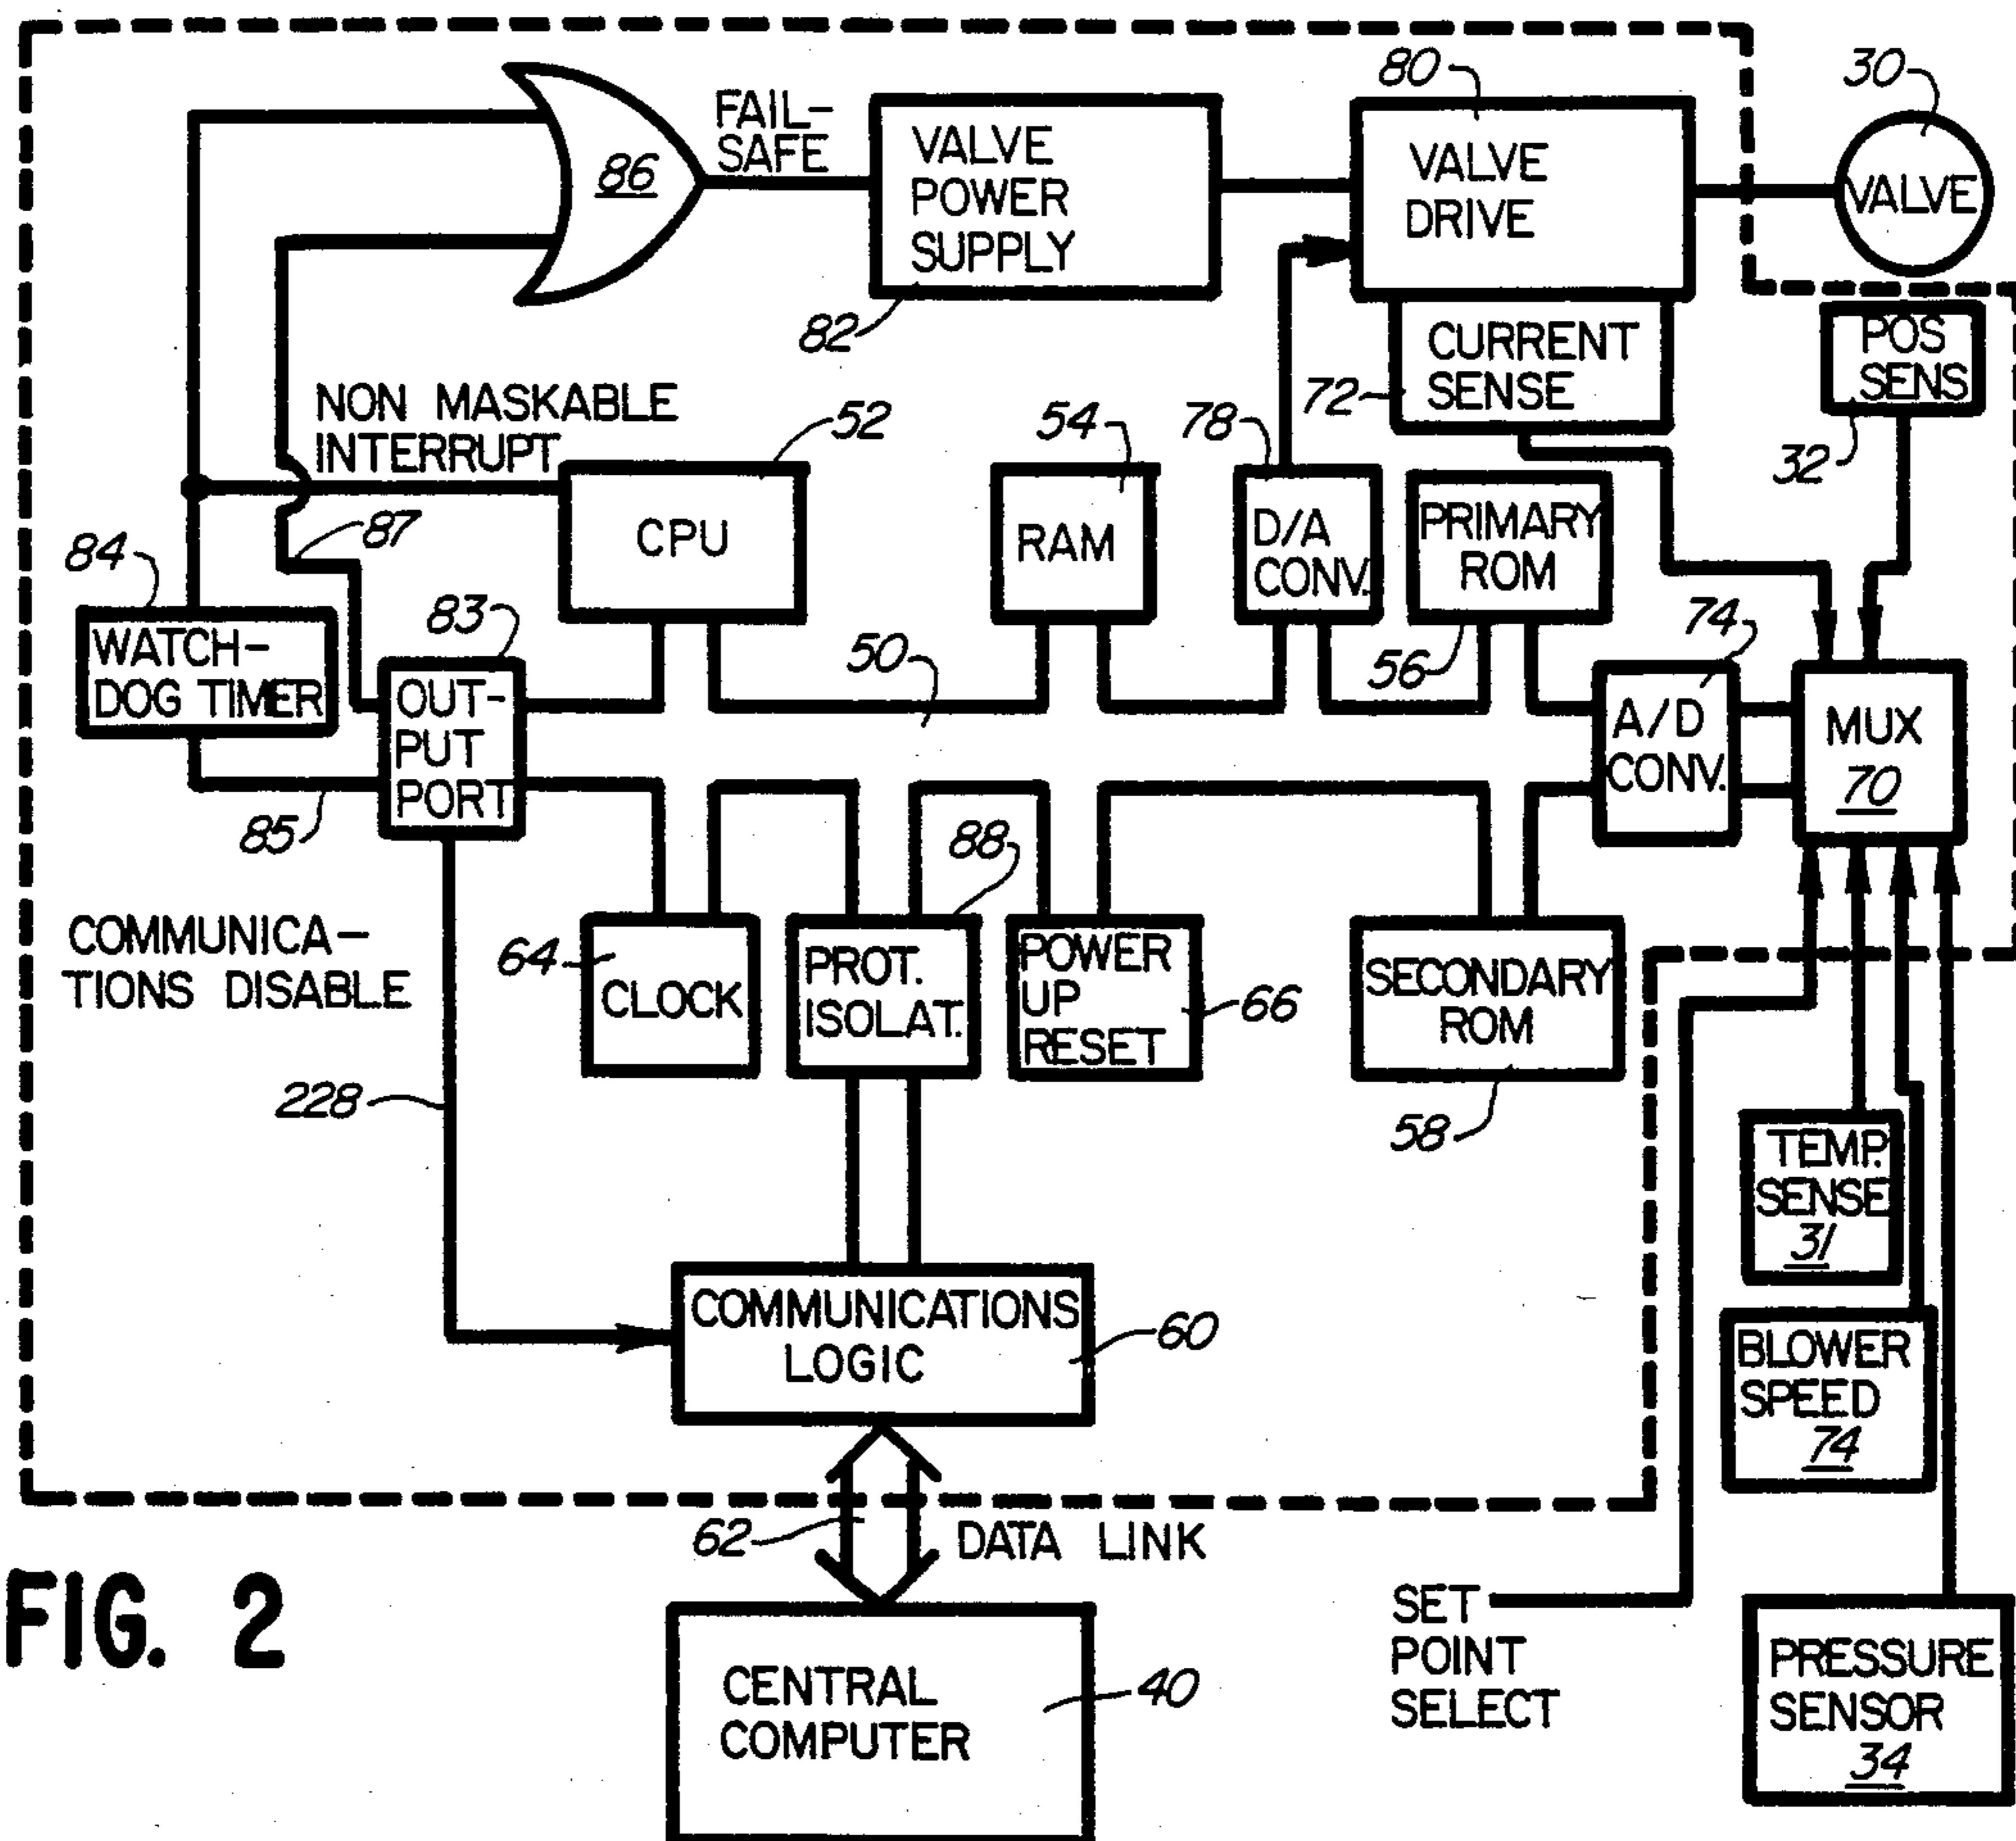 80
30
FAIL-
SAFE
86
VALVE
POWER
SUPPLY
VALVE
DRIVE
VALVE
82
CURRENT
SENSE
72
POS
SENS
32
NON MASKABLE
INTERRUPT
52
54
78
CPU
RAM
D/A
CONV.
PRIMARY
ROM
87
84
83
50
56
74
WATCH-
DOG TIMER
OUT-
PUT
PORT
A/D
CONV.
MUX
70
85
88
COMMUNICA-
TIONS DISABLE
64
CLOCK
PROT.
ISOLAT.
POWER
UP
RESET
66
SECONDARY
ROM
228
58
TEMP.
SENSE
31
COMMUNICATIONS
LOGIC
60
BLOWER
SPEED
74
62
DATA LINK
FIG. 2
SET
POINT
SELECT
CENTRAL
COMPUTER
40
PRESSURE
SENSOR
34